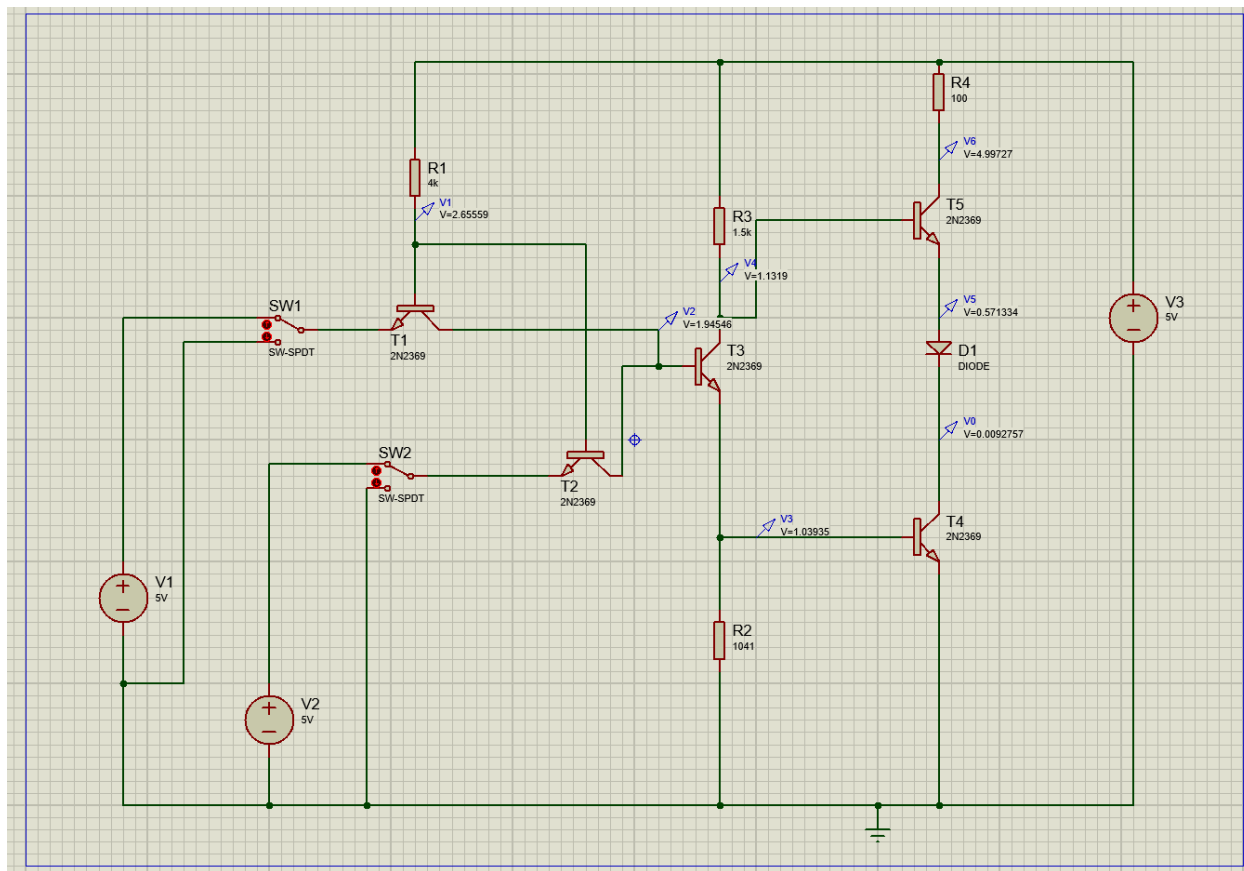 R4
100
V6
V=4.99727
R1
4k
V1
V=2.65559
T5
2N2369
R3
1.5k
V4
V=1.1319
SW1
SW-SPDT
V2
V=1.94546
V5
V=0.571334
V3
5V
T1
2N2369
T3
2N2369
D1
DIODE
V0
V=0.0092757
SW2
SW-SPDT
T2
2N2369
V3
V=1.03935
T4
2N2369
V1
5V
R2
1041
V2
5V